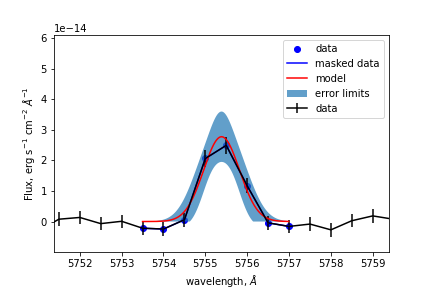 1e−14
6
5
4
3
2
1
0
Flux, erg s⁻¹ cm⁻² Å⁻¹
data
masked data
model
error limits
data
5752 5753 5754 5755 5756 5757 5758 5759
wavelength, Å